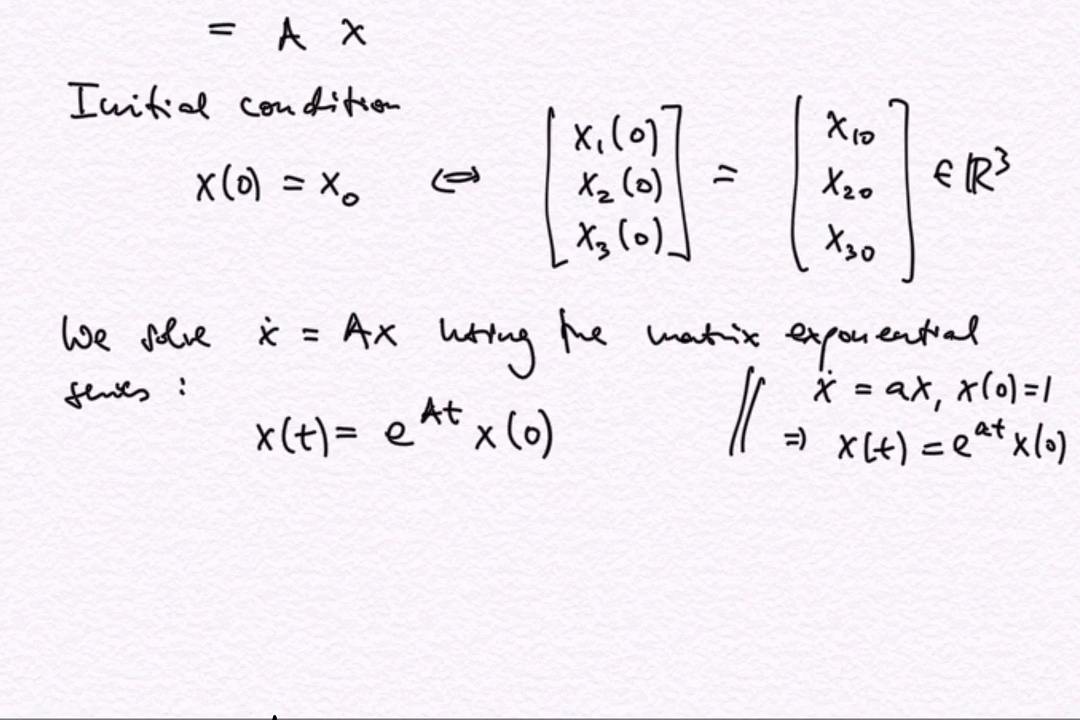 = A x
Initial condition
x(0) = x₀ ⇔ [x₁(0) x₂(0) x₃(0)] = [x₁₀ x₂₀ x₃₀] ∈ ℝ³
We solve ẋ = Ax using the matrix exponential
series :
x(t) = e^{At} x(0)
// ẋ = ax, x(0)=1
⇒ x(t) = e^{at} x(0)